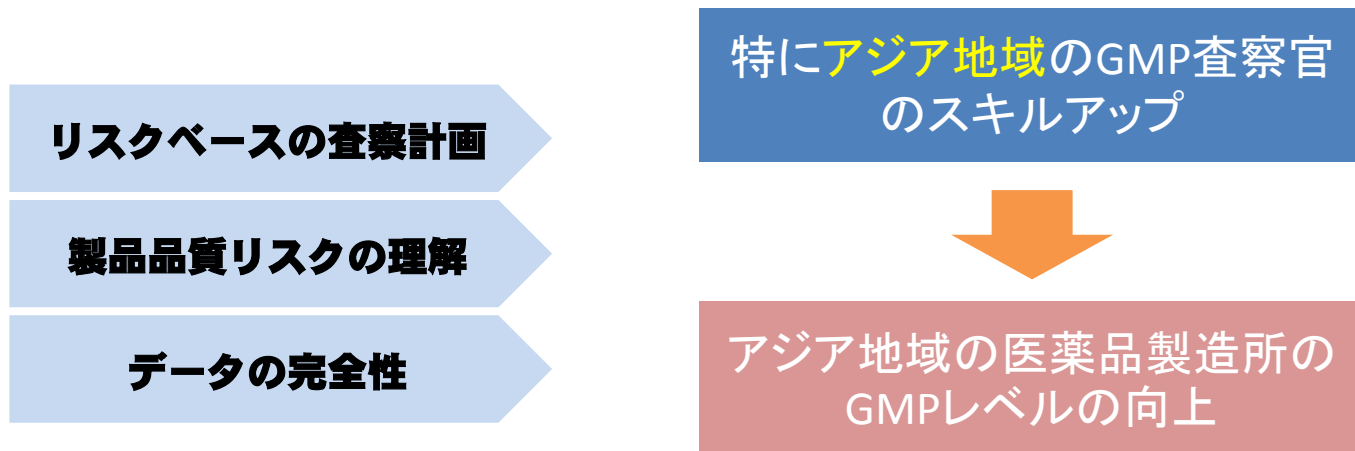 リスクベースの査察計画
製品品質リスクの理解
データの完全性
特にアジア地域のGMP査察官
のスキルアップ
アジア地域の医薬品製造所の
GMPレベルの向上